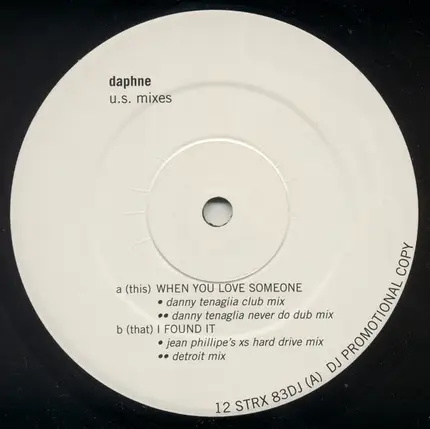 daphne
u.s. mixes
a (this) WHEN YOU LOVE SOMEONE
• danny tenaglia club mix
•• danny tenaglia never do dub mix
b (that) I FOUND IT
• jean phillipe's xs hard drive mix
•• detroit mix
12 STRX 83DJ (A) DJ PROMOTIONAL COPY